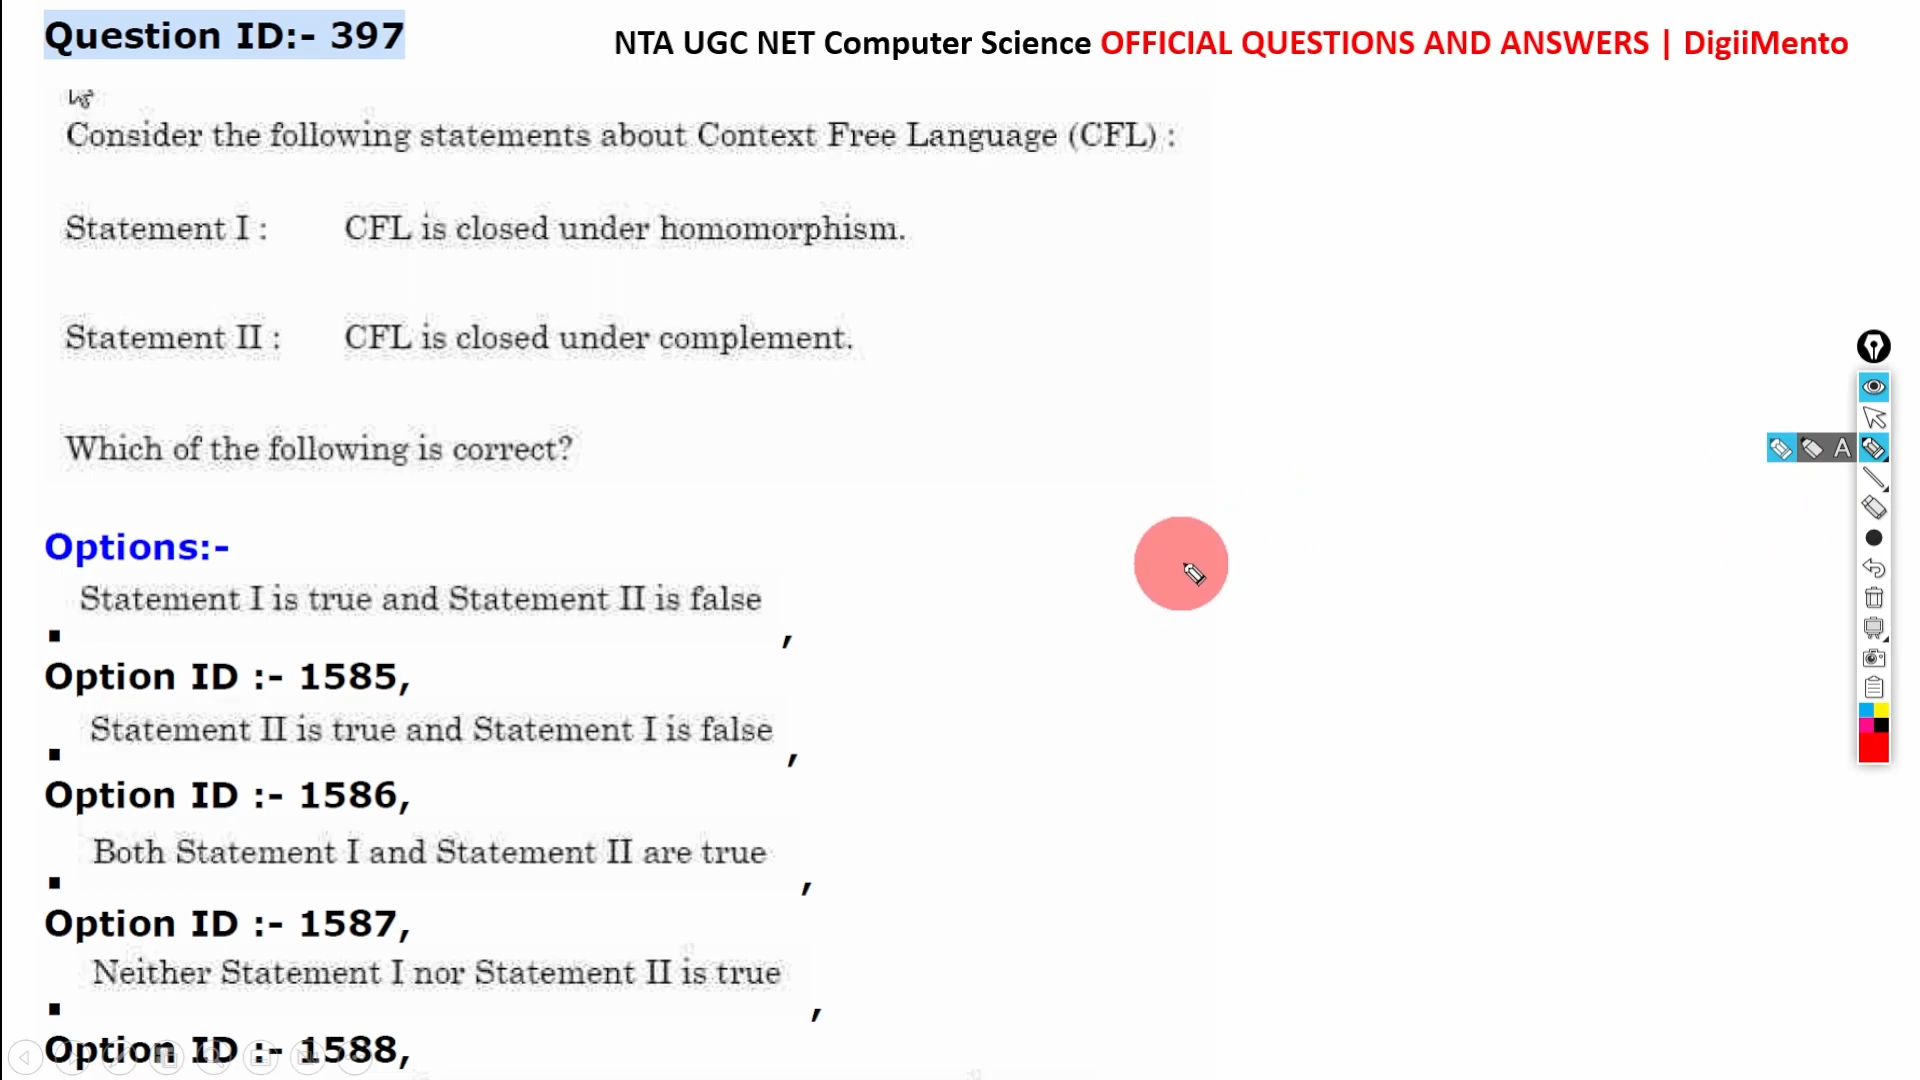 Question ID:- 397
NTA UGC NET Computer Science OFFICIAL QUESTIONS AND ANSWERS | DigiiMento
Consider the following statements about Context Free Language (CFL) :
Statement I : CFL is closed under homomorphism.
Statement II : CFL is closed under complement.
Which of the following is correct?
A
Options:-
Statement I is true and Statement II is false
,
Option ID :- 1585,
Statement II is true and Statement I is false
,
Option ID :- 1586,
Both Statement I and Statement II are true
,
Option ID :- 1587,
Neither Statement I nor Statement II is true
,
Option ID :- 1588,